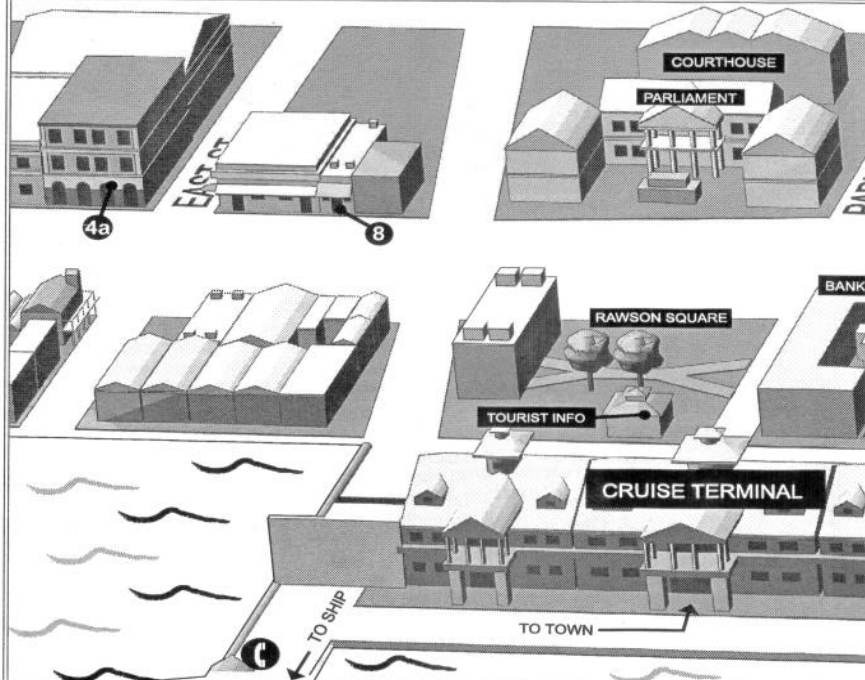 COURTHOUSE
PARLIAMENT
EAST ST
4a
8
BANK
RAWSON SQUARE
TOURIST INFO
CRUISE TERMINAL
TO SHIP
TO TOWN